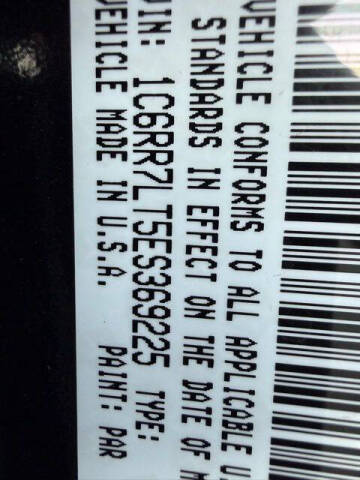 VEHICLE CONFORMS TO ALL APPLICABLE U.
STANDARDS IN EFFECT ON THE DATE OF M
VIN: 1C6RR7LT5ES369225 TYPE:
VEHICLE MADE IN U.S.A. PAINT: PAR